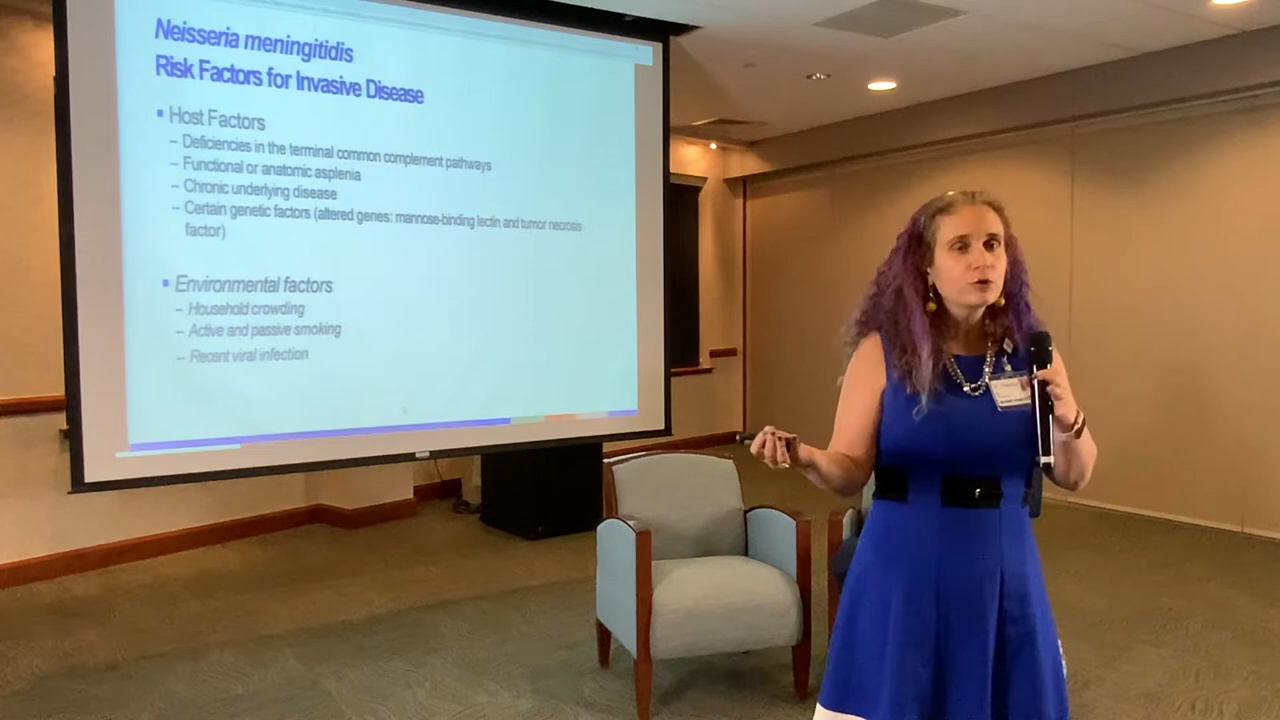 Neisseria meningitidis
Risk Factors for Invasive Disease
▪ Host Factors
– Deficiencies in the terminal common complement pathways
– Functional or anatomic asplenia
– Chronic underlying disease
– Certain genetic factors (altered genes: mannose-binding lectin and tumor necrosis
factor)
▪ Environmental factors
– Household crowding
– Active and passive smoking
– Recent viral infection